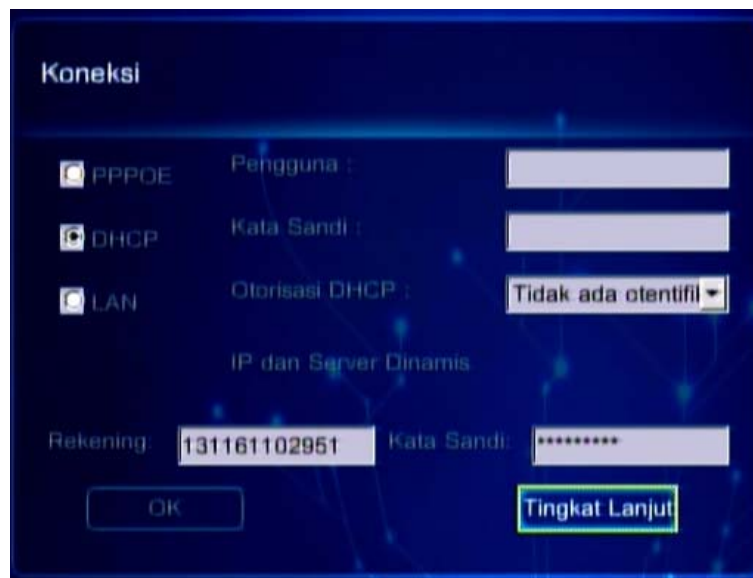 Koneksi
PPPOE Pengguna :
DHCP Kata Sandi :
LAN Otorisasi DHCP : Tidak ada otentifil
IP dan Server Dinamis
Rekening: 131161102951 Kata Sandi: *********
OK Tingkat Lanjut